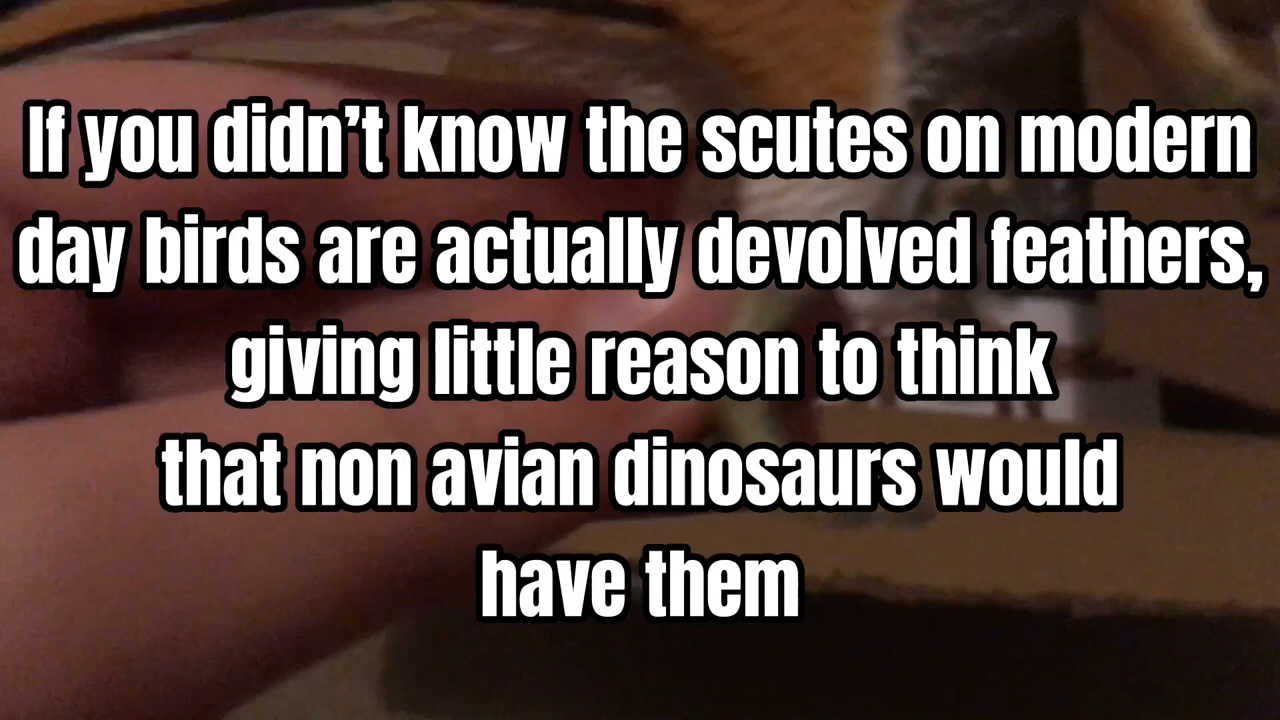 If you didn’t know the scutes on modern
day birds are actually devolved feathers,
giving little reason to think
that non avian dinosaurs would
have them